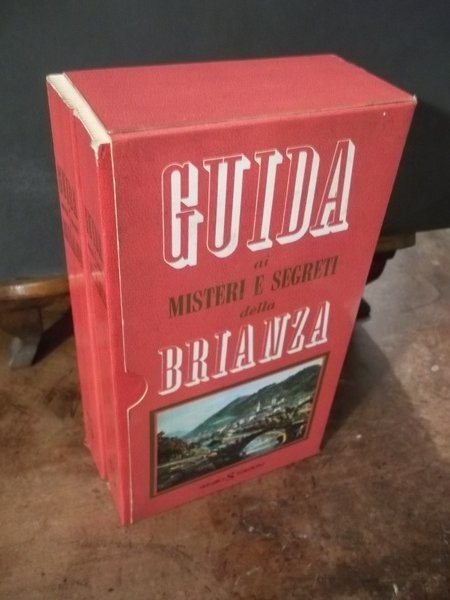 GUIDA
ai
MISTERI E SEGRETI
della
BRIANZA